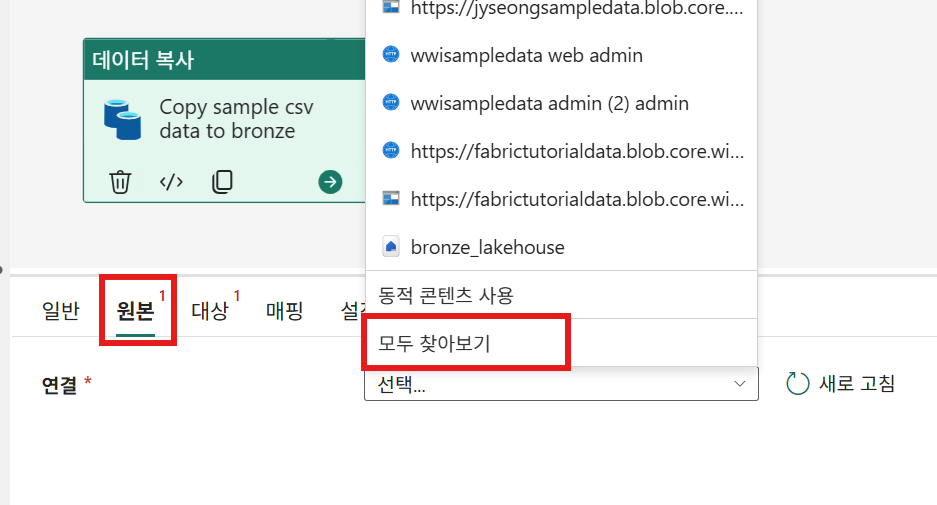 https://jyseongsampledata.blob.core....
데이터 복사
wwisampledata web admin
Copy sample csv
data to bronze
wwisampledata admin (2) admin
https://fabrictutorialdata.blob.core.wi...
https://fabrictutorialdata.blob.core.wi...
bronze_lakehouse
동적 콘텐츠 사용
일반 원본 1 대상 1 매핑
모두 찾아보기
연결 * 선택... 새로 고침